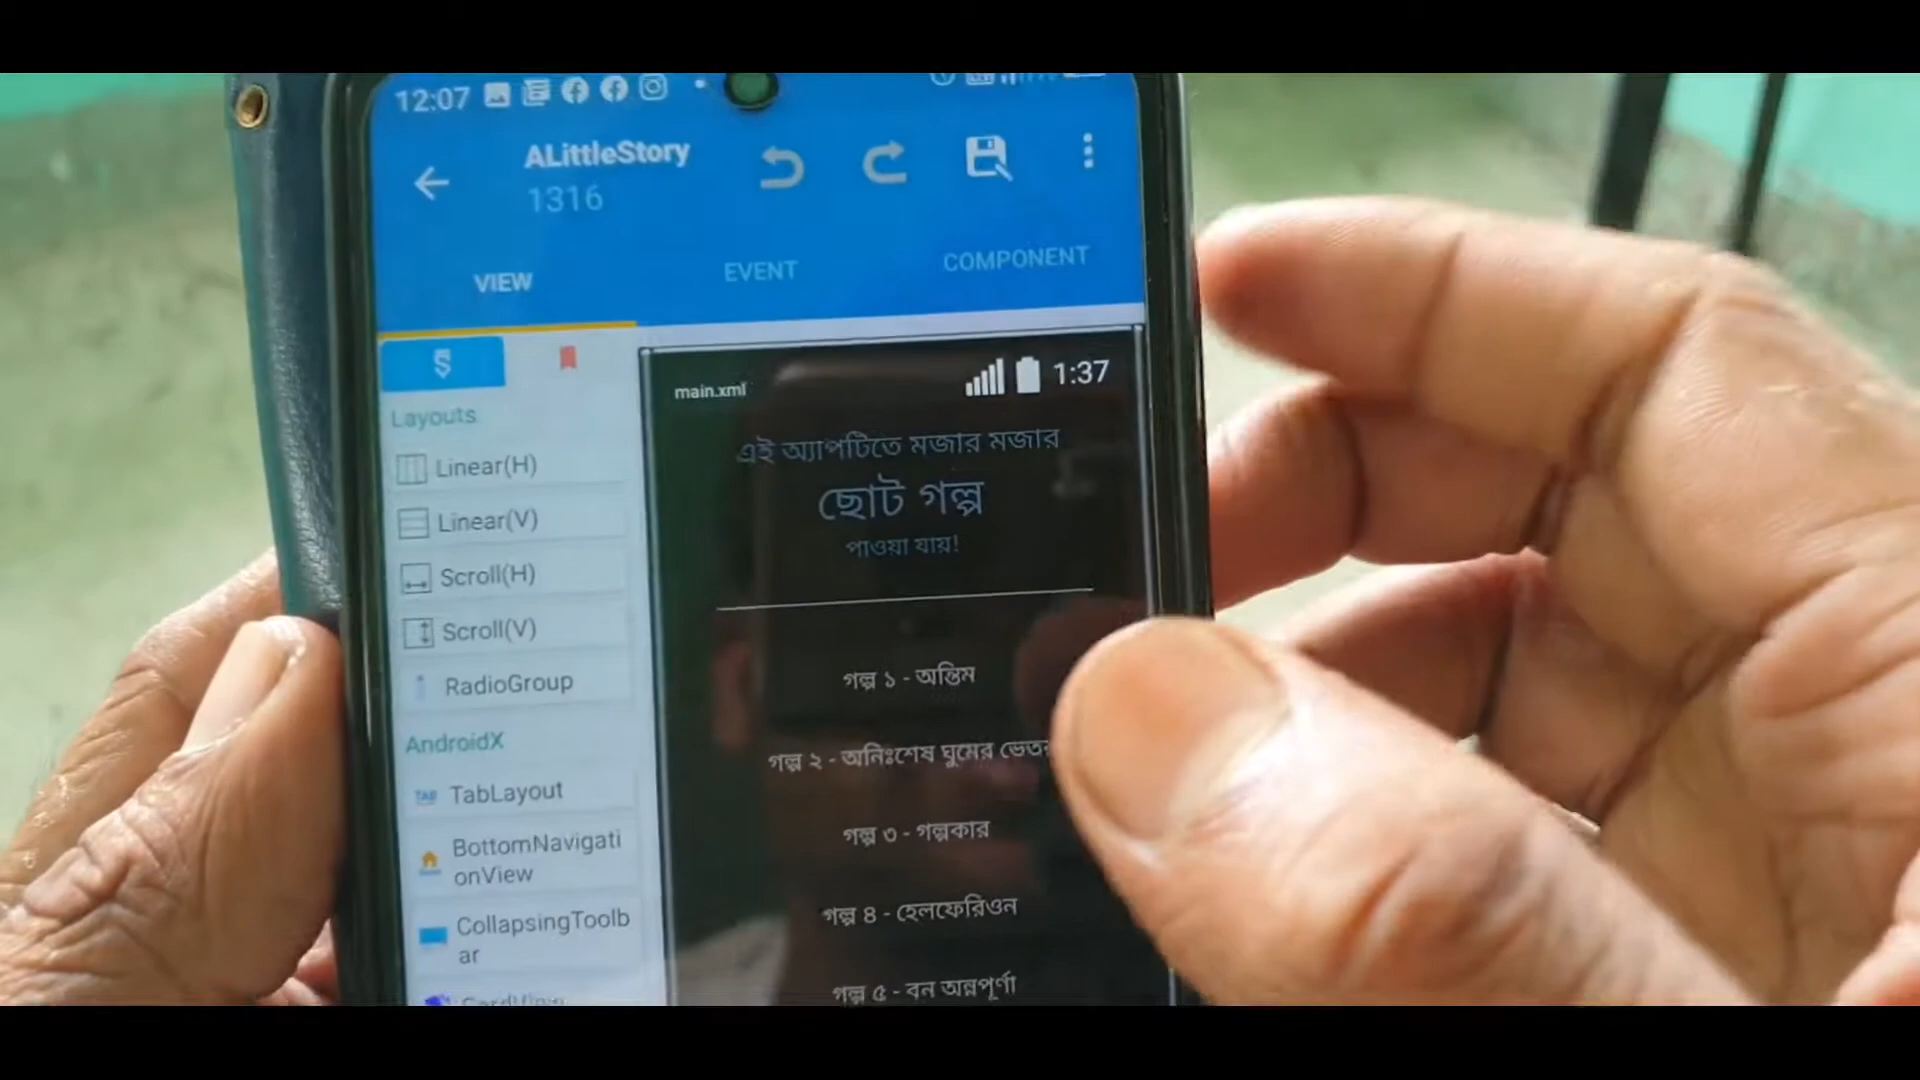 12:07
ALittleStory
1316
VIEW
EVENT
COMPONENT
Layouts
Linear(H)
Linear(V)
Scroll(H)
Scroll(V)
RadioGroup
AndroidX
TAB TabLayout
BottomNavigati
onView
CollapsingToolb
ar
CardView
main.xml
1:37
এই অ্যাপটিতে মজার মজার
ছোট গল্প
পাওয়া যায়!
গল্প ১ - অন্তিম
গল্প ২ - অনিঃশেষ ঘুমের
গল্প ৩ - গল্পকার
গল্প ৪ - হেলফেরিওন
গল্প ৫ - বন অন্নপূর্ণা